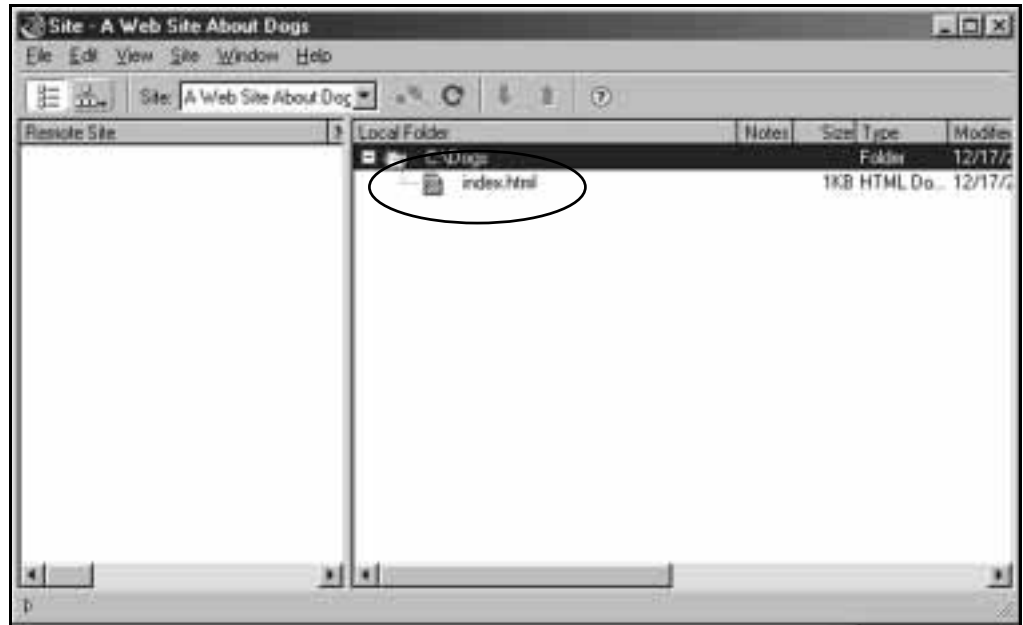 Site - A Web Site About Dogs
File Edit View Site Window Help
Site: A Web Site About Dog
Remote Site
Local Folder Notes Size Type Modified
C:\Dogs Folder 12/17/2
index.html 1KB HTML Do... 12/17/2